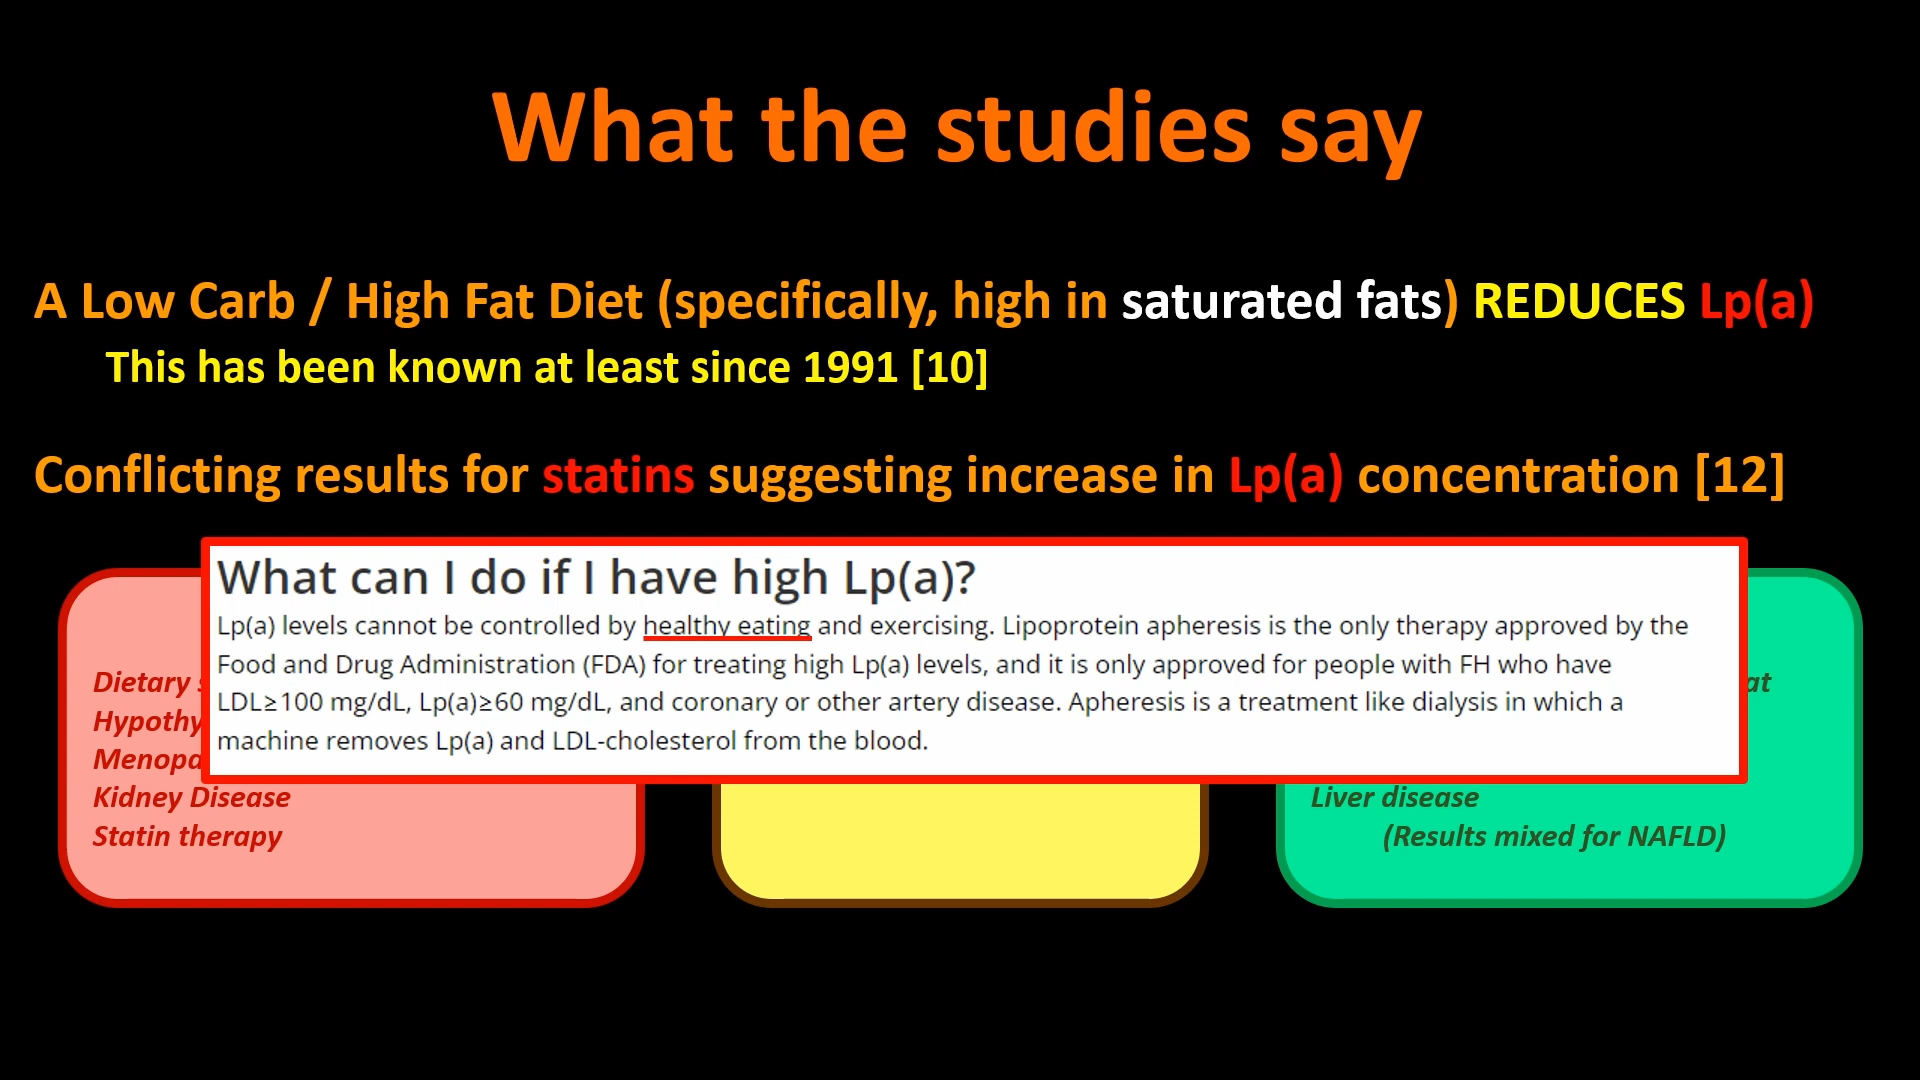 What the studies say
A Low Carb / High Fat Diet (specifically, high in saturated fats) REDUCES Lp(a)
This has been known at least since 1991 [10]
Conflicting results for statins suggesting increase in Lp(a) concentration [12]
What can I do if I have high Lp(a)?
Lp(a) levels cannot be controlled by healthy eating and exercising. Lipoprotein apheresis is the only therapy approved by the
Food and Drug Administration (FDA) for treating high Lp(a) levels, and it is only approved for people with FH who have
LDL≥100 mg/dL, Lp(a)≥60 mg/dL, and coronary or other artery disease. Apheresis is a treatment like dialysis in which a
machine removes Lp(a) and LDL-cholesterol from the blood.
Dietary
Kidney Disease
Statin therapy
Liver disease
(Results mixed for NAFLD)